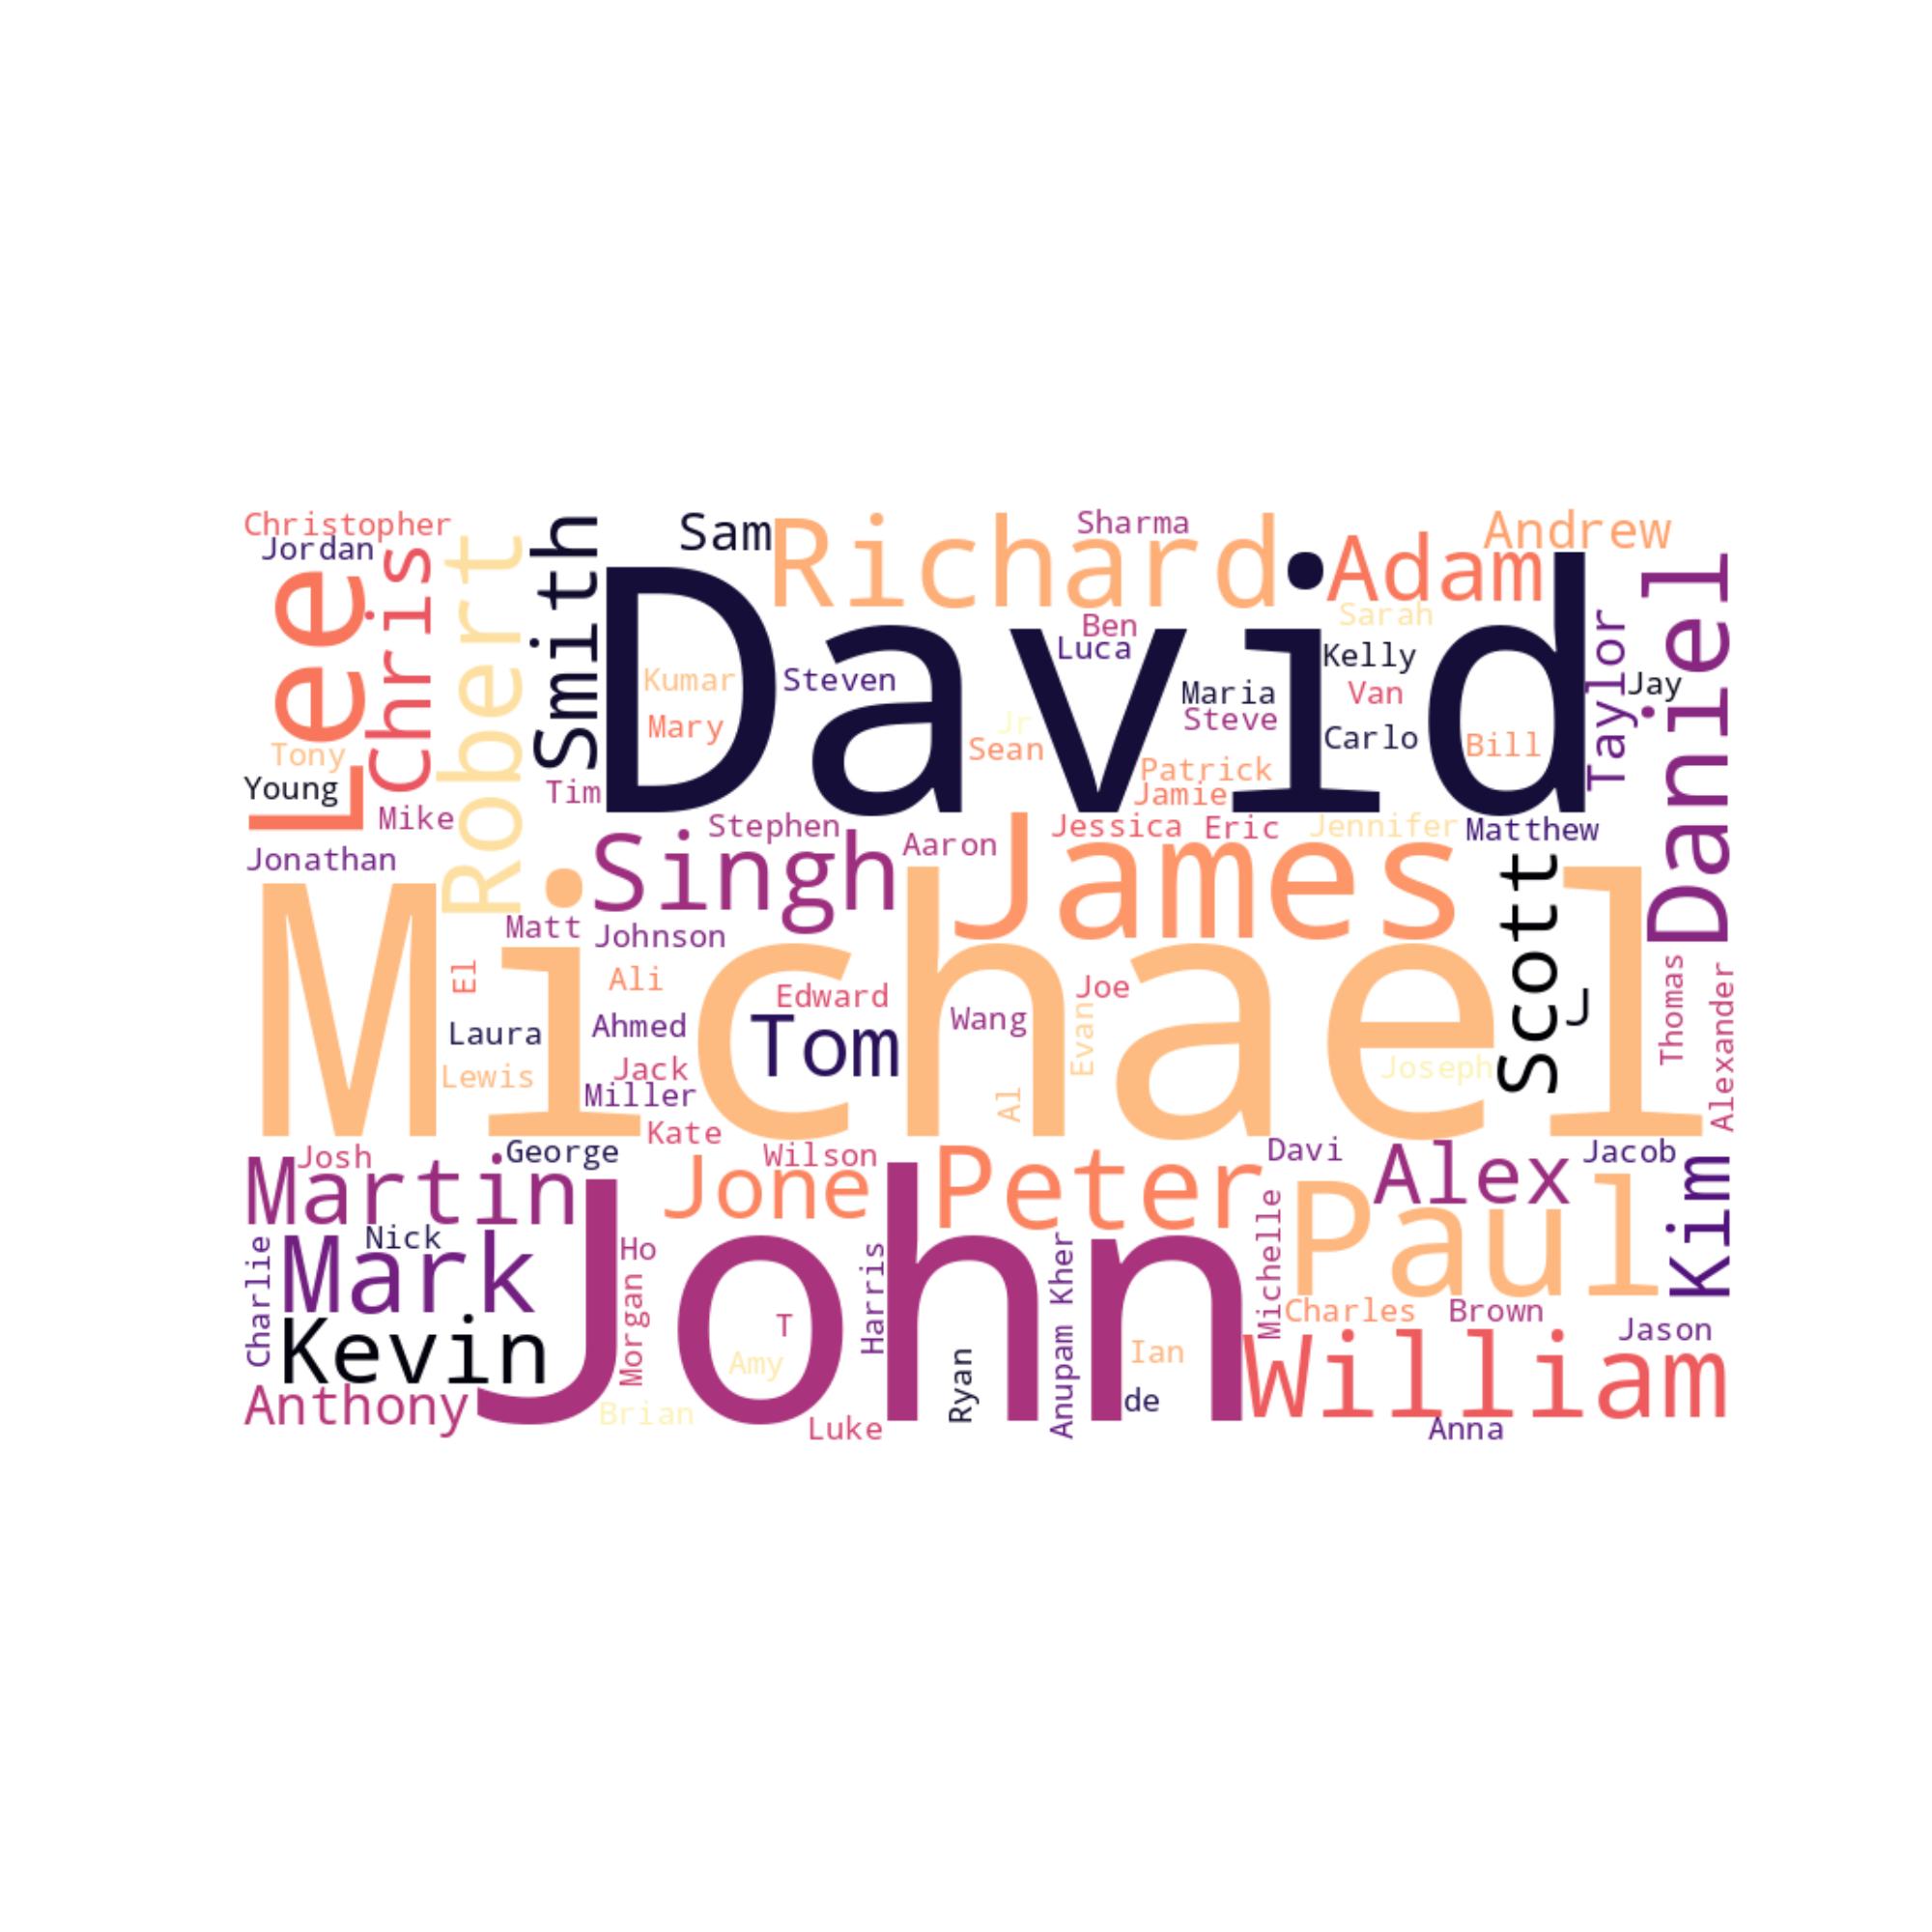 Christopher
Jordan
Lee
Chris
Robert
Smith
Sam
Richard
Sharma
Adam
Andrew
David
Sarah
Ben
Luca
Kelly
Taylor
Jay
Daniel
Kumar
Steven
Maria
Van
Mary
Jr
Steve
Sean
Carlo
Bill
Tony
Young
Tim
Patrick
Jamie
Mike
Stephen
Jessica
Eric
Jennifer
Matthew
Jonathan
Singh
Aaron
James
Michael
Scott
Matt
Johnson
El
Ali
Edward
Joe
J
Thomas
Alexander
Laura
Ahmed
Tom
Wang
Evan
Lewis
Jack
Miller
Al
Joseph
Kate
Josh
George
Wilson
Davi
Jacob
Martin
Jone
Peter
Alex
Kim
Paul
Nick
Mark
John
Ho
Charlie
Morgan
Harris
Anupam Kher
Michelle
Charles
Brown
Jason
Kevin
T
Amy
Ryan
Ian
de
William
Anthony
Brian
Luke
Anna